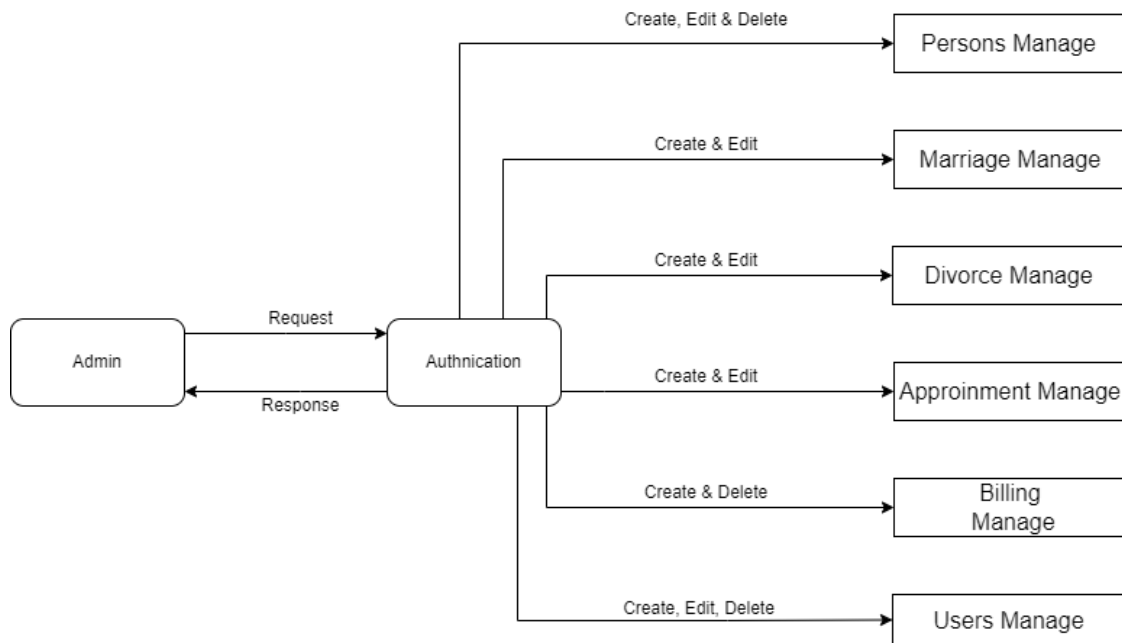 Create, Edit & Delete
Persons Manage
Create & Edit
Marriage Manage
Create & Edit
Divorce Manage
Request
Admin
Authnication
Response
Create & Edit
Approinment Manage
Create & Delete
Billing
Manage
Create, Edit, Delete
Users Manage